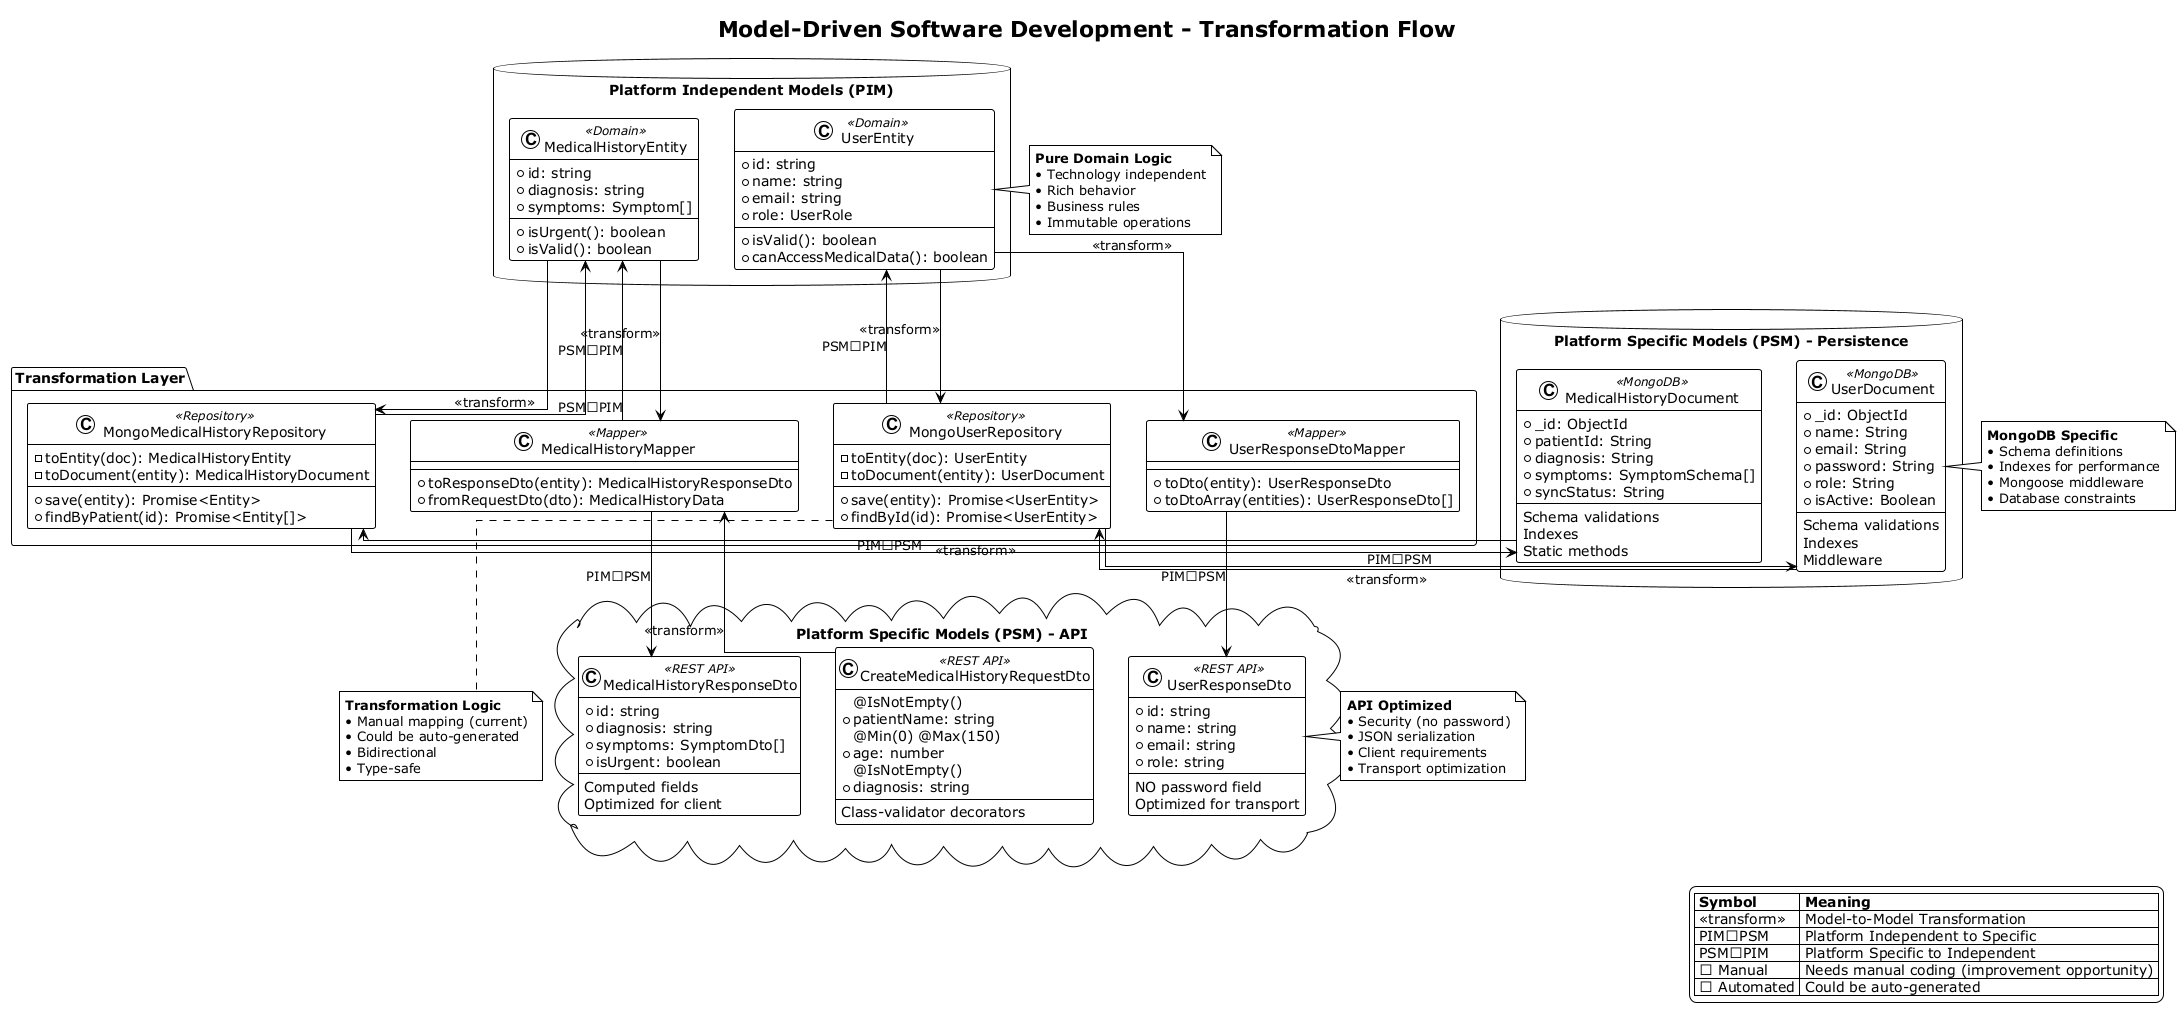 Model-Driven Software Development - Transformation Flow
Platform Independent Models (PIM)
«Domain»
MedicalHistoryEntity
id: string
diagnosis: string
symptoms: Symptom[]
isUrgent(): boolean
isValid(): boolean
«Domain»
UserEntity
id: string
name: string
email: string
role: UserRole
isValid(): boolean
canAccessMedicalData(): boolean
Pure Domain Logic
• Technology independent
• Rich behavior
• Business rules
• Immutable operations
«transform»
«transform»
PSM□PIM
«transform»
PSM□PIM
«transform»
PSM□PIM
Transformation Layer
«Repository»
MongoMedicalHistoryRepository
toEntity(doc): MedicalHistoryEntity
toDocument(entity): MedicalHistoryDocument
save(entity): Promise<Entity>
findByPatient(id): Promise<Entity[]>
«Mapper»
MedicalHistoryMapper
toResponseDto(entity): MedicalHistoryResponseDto
fromRequestDto(dto): MedicalHistoryData
«Repository»
MongoUserRepository
toEntity(doc): UserEntity
toDocument(entity): UserDocument
save(entity): Promise<UserEntity>
findById(id): Promise<UserEntity>
«Mapper»
UserResponseDtoMapper
toDto(entity): UserResponseDto
toDtoArray(entities): UserResponseDto[]
Platform Specific Models (PSM) - Persistence
«MongoDB»
MedicalHistoryDocument
_id: ObjectId
patientId: String
diagnosis: String
symptoms: SymptomSchema[]
syncStatus: String
Schema validations
Indexes
Static methods
«MongoDB»
UserDocument
_id: ObjectId
name: String
email: String
password: String
role: String
isActive: Boolean
Schema validations
Indexes
Middleware
MongoDB Specific
• Schema definitions
• Indexes for performance
• Mongoose middleware
• Database constraints
PIM□PSM
«transform»
PIM□PSM
«transform»
PIM□PSM
PIM□PSM
«transform»
Platform Specific Models (PSM) - API
«REST API»
MedicalHistoryResponseDto
id: string
diagnosis: string
symptoms: SymptomDto[]
isUrgent: boolean
Computed fields
Optimized for client
«REST API»
CreateMedicalHistoryRequestDto
@IsNotEmpty()
patientName: string
@Min(0) @Max(150)
age: number
@IsNotEmpty()
diagnosis: string
Class-validator decorators
«REST API»
UserResponseDto
id: string
name: string
email: string
role: string
NO password field
Optimized for transport
Transformation Logic
• Manual mapping (current)
• Could be auto-generated
• Bidirectional
• Type-safe
API Optimized
• Security (no password)
• JSON serialization
• Client requirements
• Transport optimization
Symbol Meaning
«transform» Model-to-Model Transformation
PIM□PSM Platform Independent to Specific
PSM□PIM Platform Specific to Independent
□ Manual Needs manual coding (improvement opportunity)
□ Automated Could be auto-generated